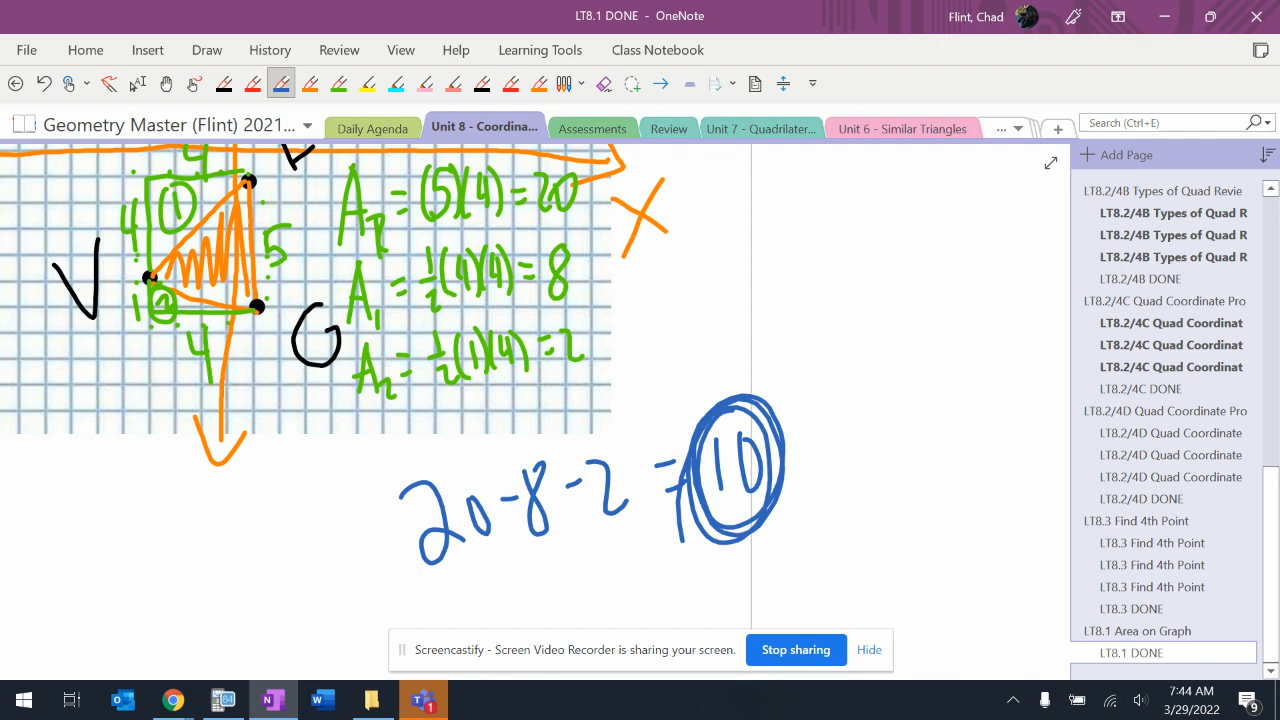 LT8.1 DONE - OneNote
Flint, Chad
File Home Insert Draw History Review View Help Learning Tools Class Notebook
Geometry Master (Flint) 2021...
Daily Agenda
Unit 8 - Coordina...
Assessments
Review
Unit 7 - Quadrilater...
Unit 6 - Similar Triangles
...
Search (Ctrl+E)
Add Page
LT8.2/4B Types of Quad Revie
LT8.2/4B Types of Quad R
LT8.2/4B Types of Quad R
LT8.2/4B Types of Quad R
LT8.2/4B DONE
LT8.2/4C Quad Coordinate Pro
LT8.2/4C Quad Coordinat
LT8.2/4C Quad Coordinat
LT8.2/4C Quad Coordinat
LT8.2/4C DONE
LT8.2/4D Quad Coordinate Pro
LT8.2/4D Quad Coordinate
LT8.2/4D Quad Coordinate
LT8.2/4D Quad Coordinate
LT8.2/4D DONE
LT8.3 Find 4th Point
LT8.3 Find 4th Point
LT8.3 Find 4th Point
LT8.3 Find 4th Point
LT8.3 DONE
LT8.1 Area on Graph
LT8.1 DONE
4
1
4
5
V
1
2
4
G
X
A_R = (5)(4) = 20
A_1 = 1/2(4)(4) = 8
A_2 = 1/2(1)(4) = 2
20-8-2 = 10
Screencastify - Screen Video Recorder is sharing your screen.
Stop sharing
Hide
84
1
7:44 AM
3/29/2022
9